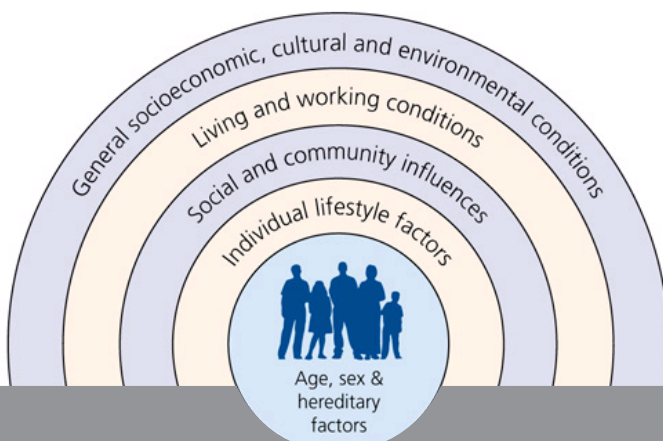 General socioeconomic, cultural and environmental conditions
Living and working conditions
Social and community influences
Individual lifestyle factors
Age, sex &
hereditary
factors